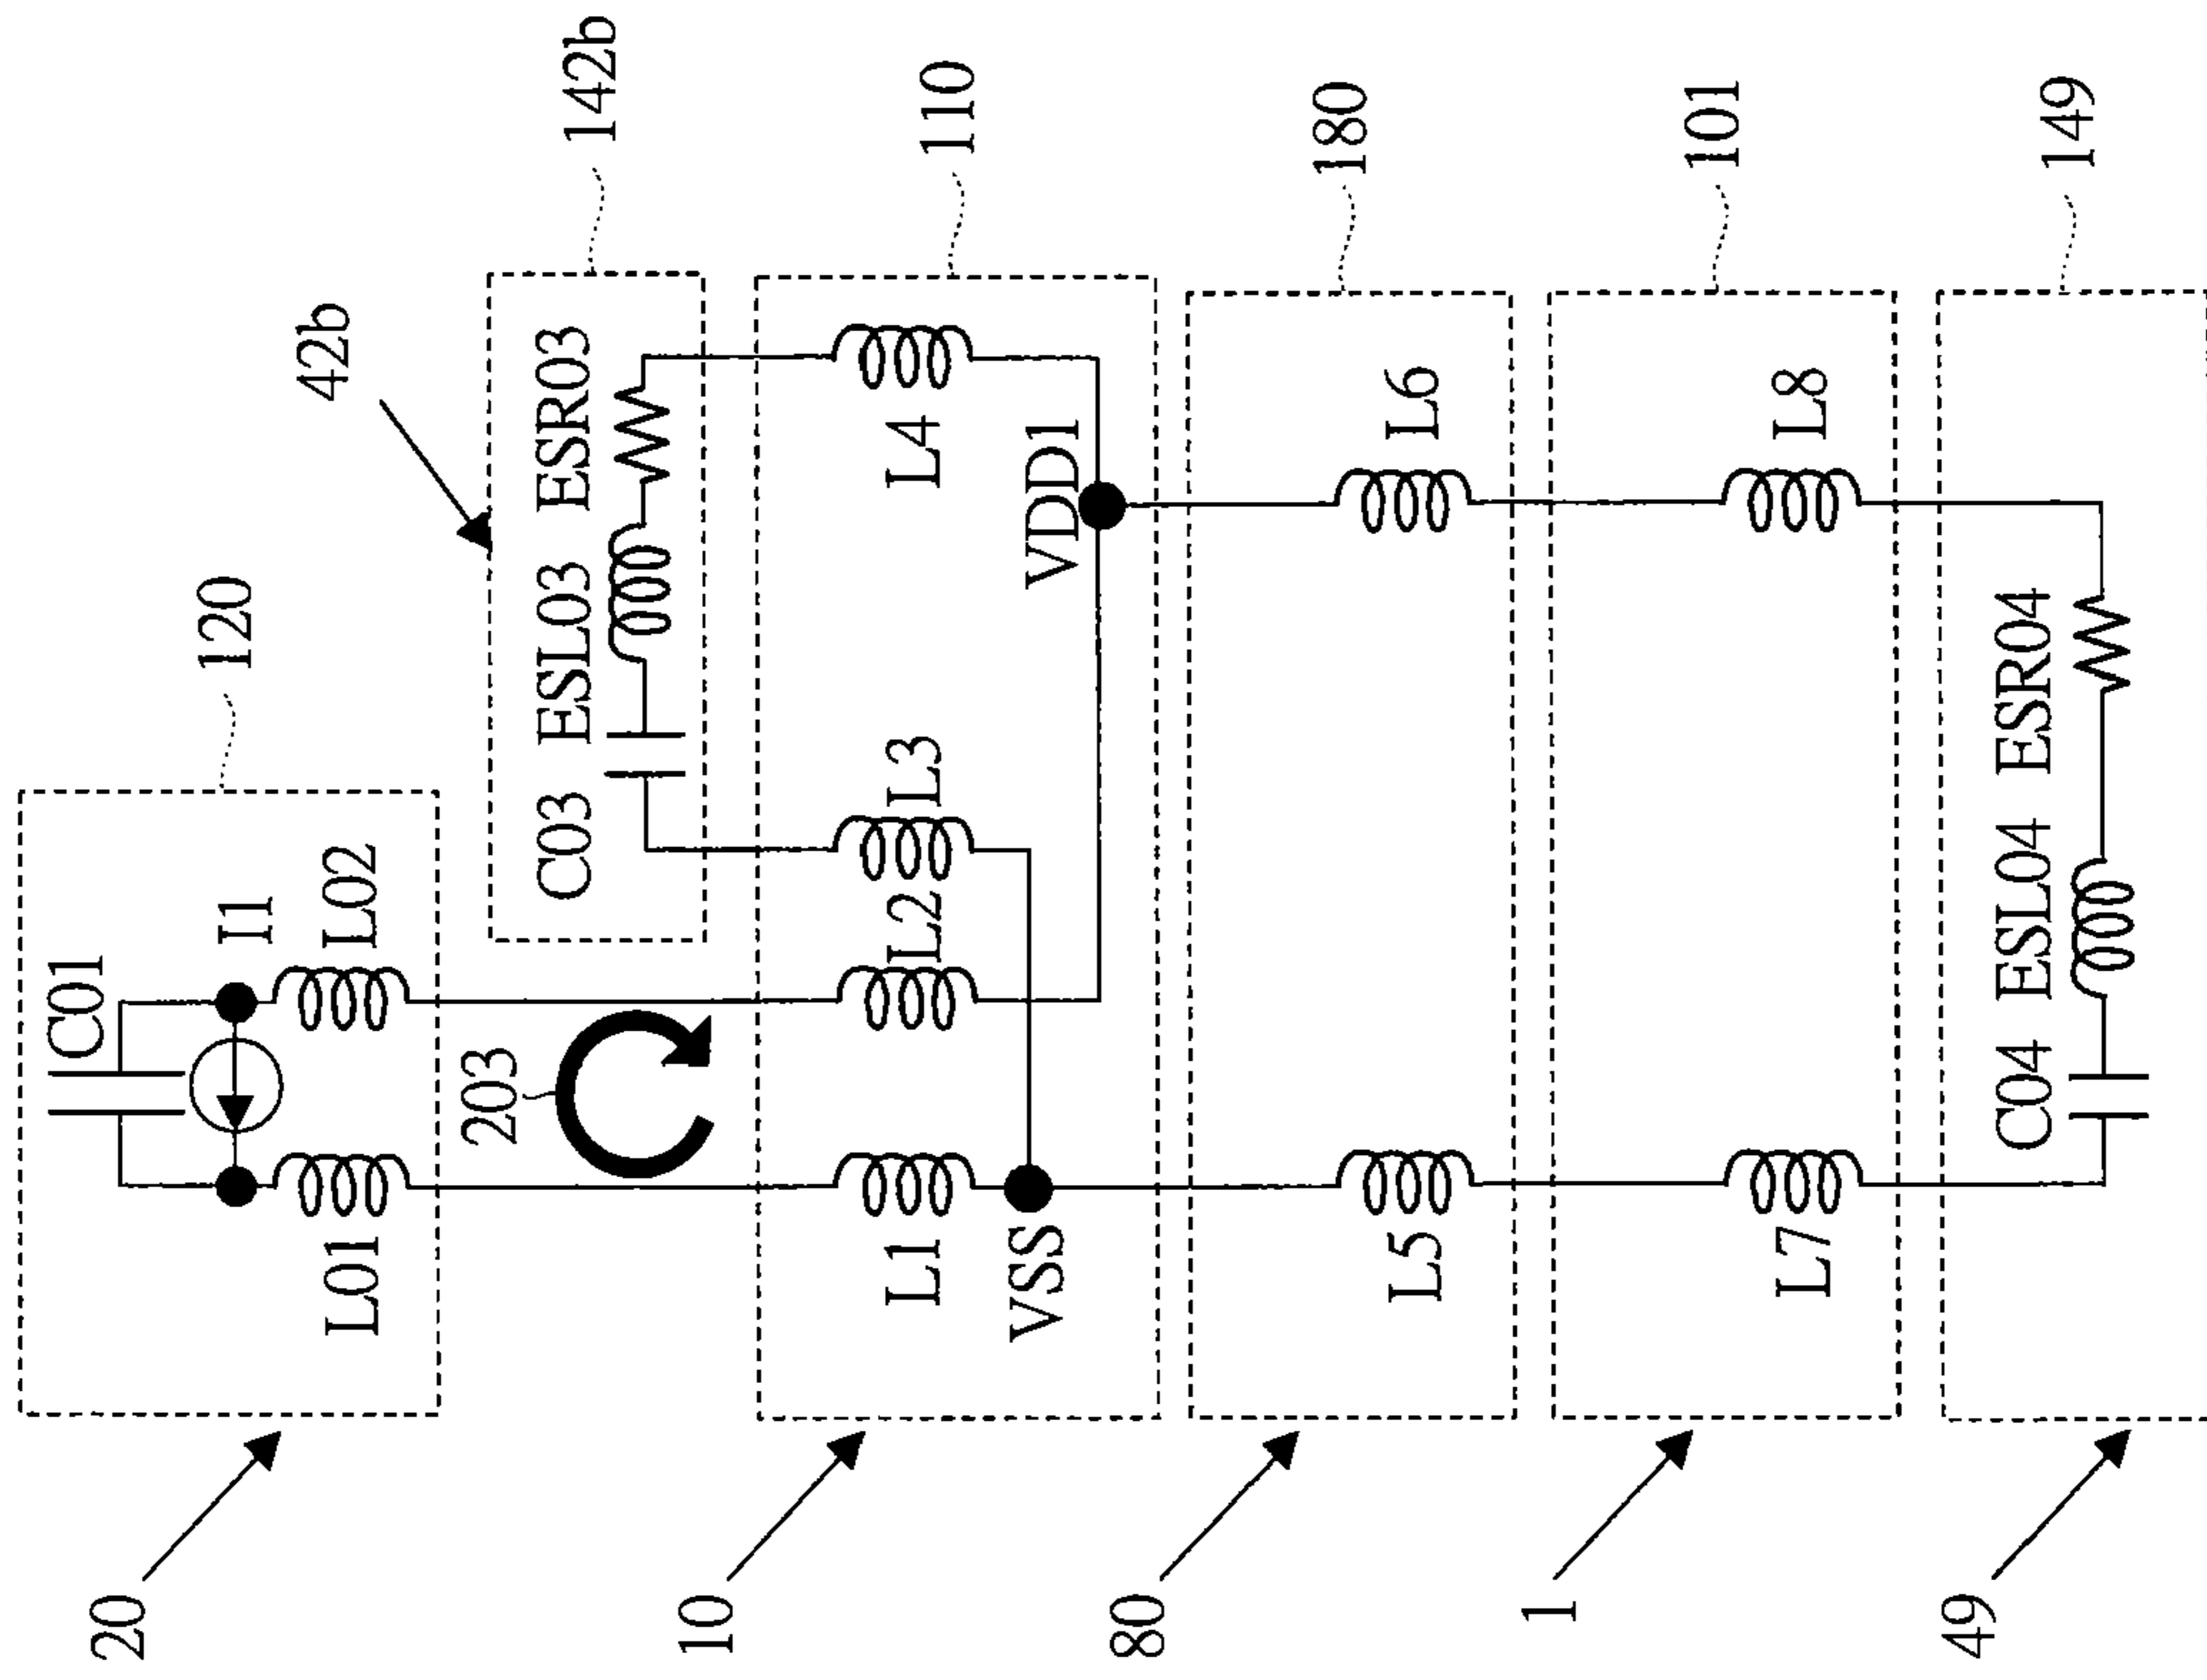 20
120
C01
I1
L01
L02
203
42b
142b
C03 ESL03 ESR03
10
110
L1
L2
L3
L4
VSS
VDD1
80
180
L5
L6
1
101
L7
L8
49
149
C04 ESL04 ESR04